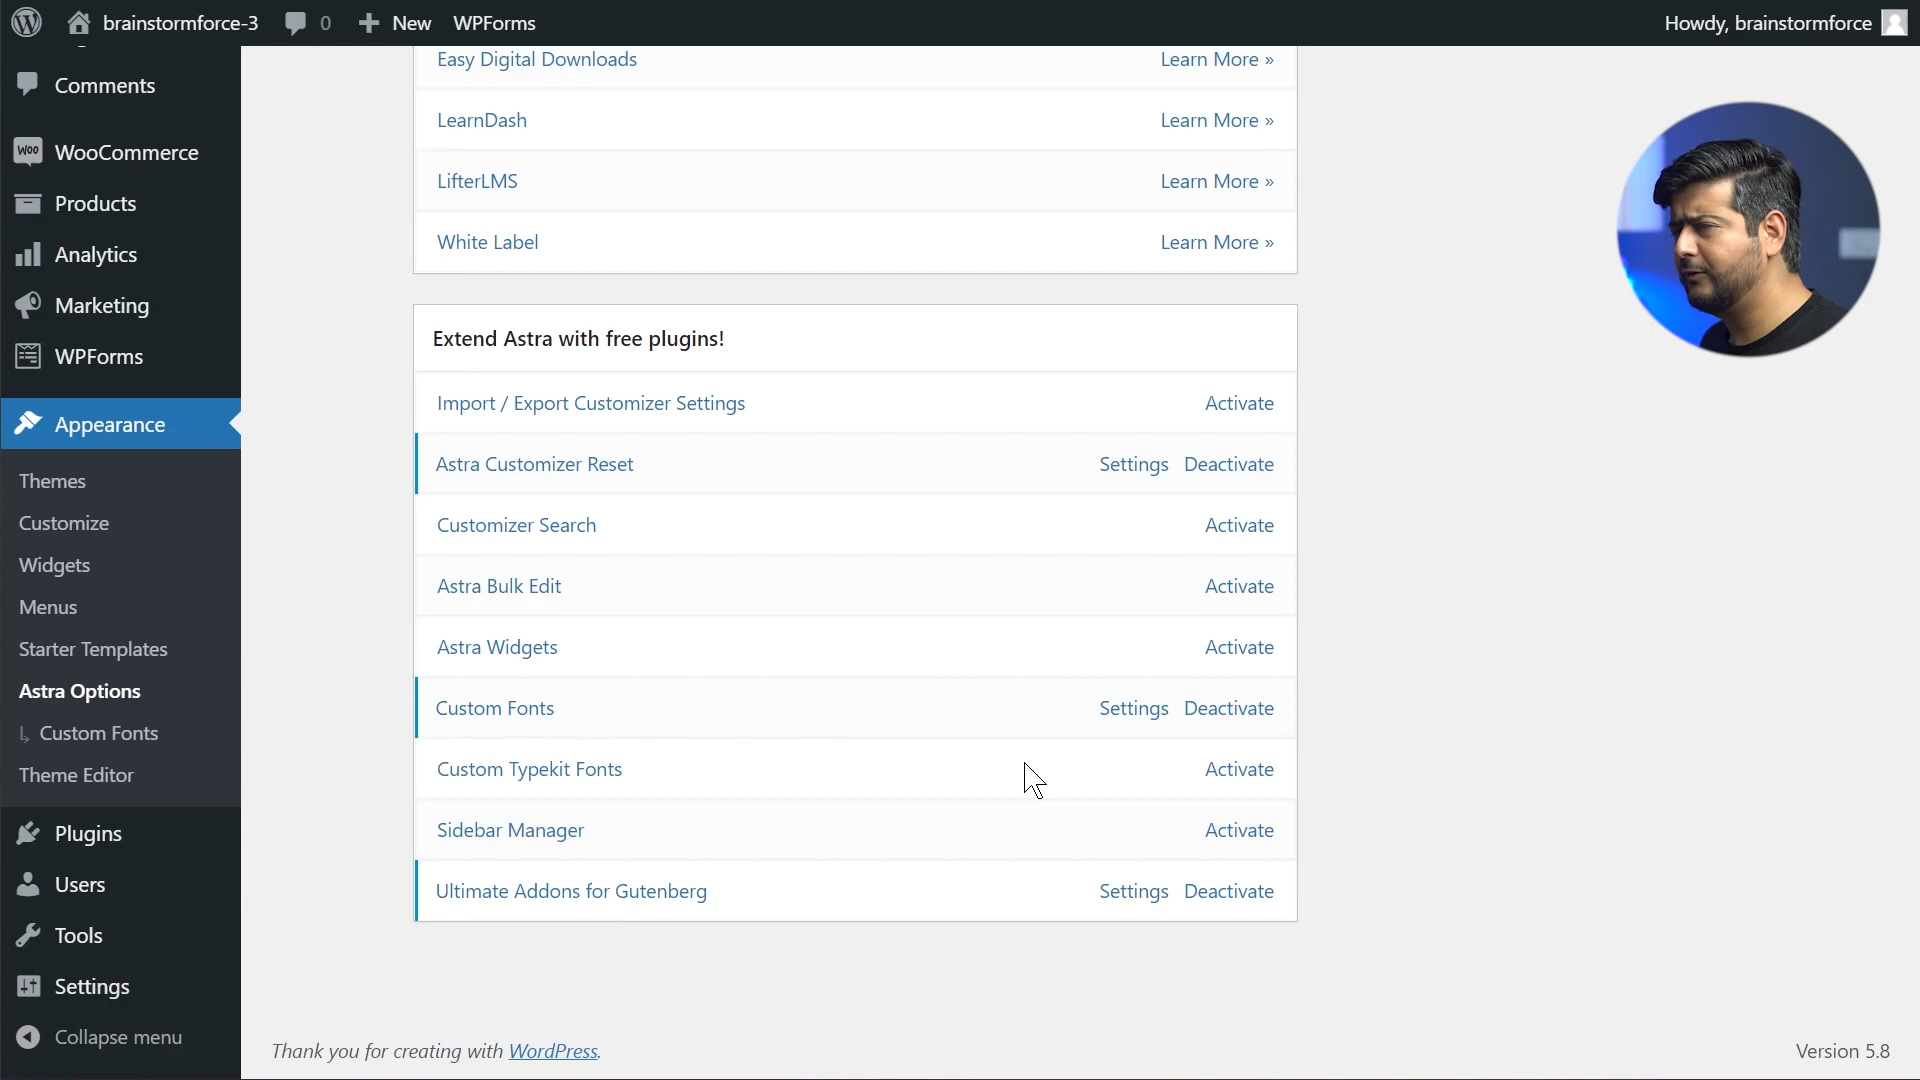 brainstormforce-3 0 New WPForms Howdy, brainstormforce
Comments
Woo WooCommerce
Products
Analytics
Marketing
WPForms
Appearance
Themes
Customize
Widgets
Menus
Starter Templates
Astra Options
Custom Fonts
Theme Editor
Plugins
Users
Tools
Settings
Collapse menu
Easy Digital Downloads Learn More »
LearnDash Learn More »
LifterLMS Learn More »
White Label Learn More »
Extend Astra with free plugins!
Import / Export Customizer Settings Activate
Astra Customizer Reset Settings Deactivate
Customizer Search Activate
Astra Bulk Edit Activate
Astra Widgets Activate
Custom Fonts Settings Deactivate
Custom Typekit Fonts Activate
Sidebar Manager Activate
Ultimate Addons for Gutenberg Settings Deactivate
Thank you for creating with WordPress. Version 5.8